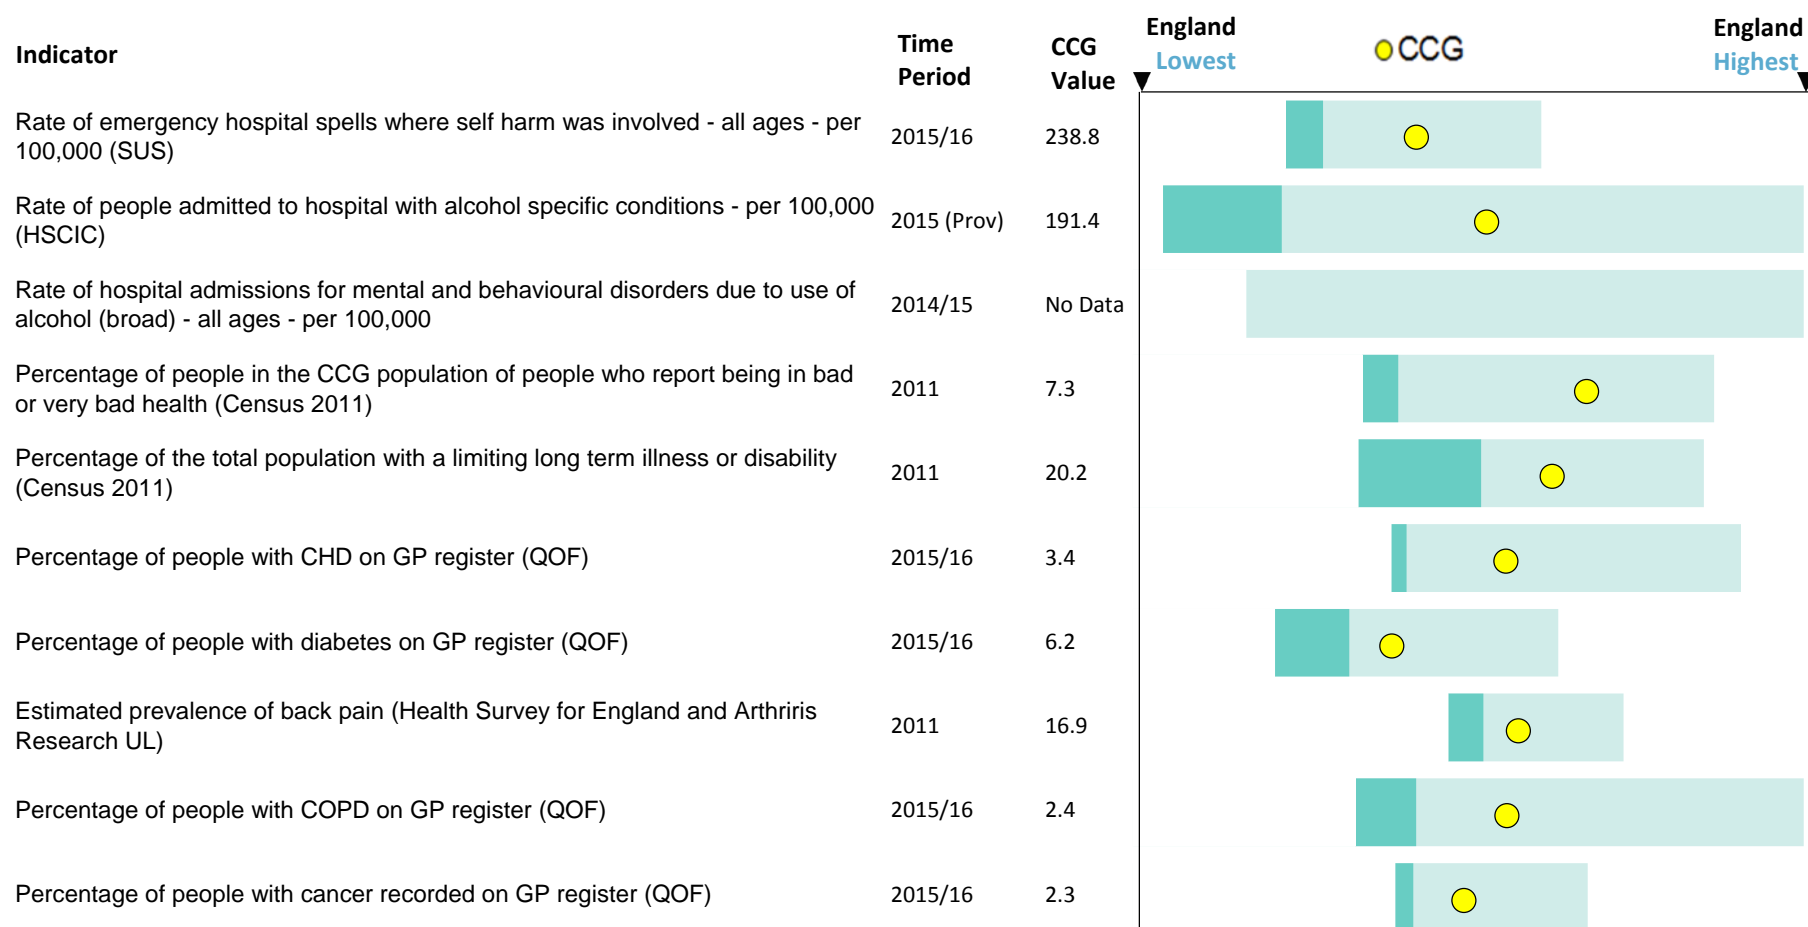 Indicator
Time
Period
CCG
Value
England
Lowest
CCG
England
Highest
Rate of emergency hospital spells where self harm was involved - all ages - per
100,000 (SUS)
2015/16
238.8
Rate of people admitted to hospital with alcohol specific conditions - per 100,000
(HSCIC)
2015 (Prov)
191.4
Rate of hospital admissions for mental and behavioural disorders due to use of
alcohol (broad) - all ages - per 100,000
2014/15
No Data
Percentage of people in the CCG population of people who report being in bad
or very bad health (Census 2011)
2011
7.3
Percentage of the total population with a limiting long term illness or disability
(Census 2011)
2011
20.2
Percentage of people with CHD on GP register (QOF)
2015/16
3.4
Percentage of people with diabetes on GP register (QOF)
2015/16
6.2
Estimated prevalence of back pain (Health Survey for England and Arthriris
Research UL)
2011
16.9
Percentage of people with COPD on GP register (QOF)
2015/16
2.4
Percentage of people with cancer recorded on GP register (QOF)
2015/16
2.3